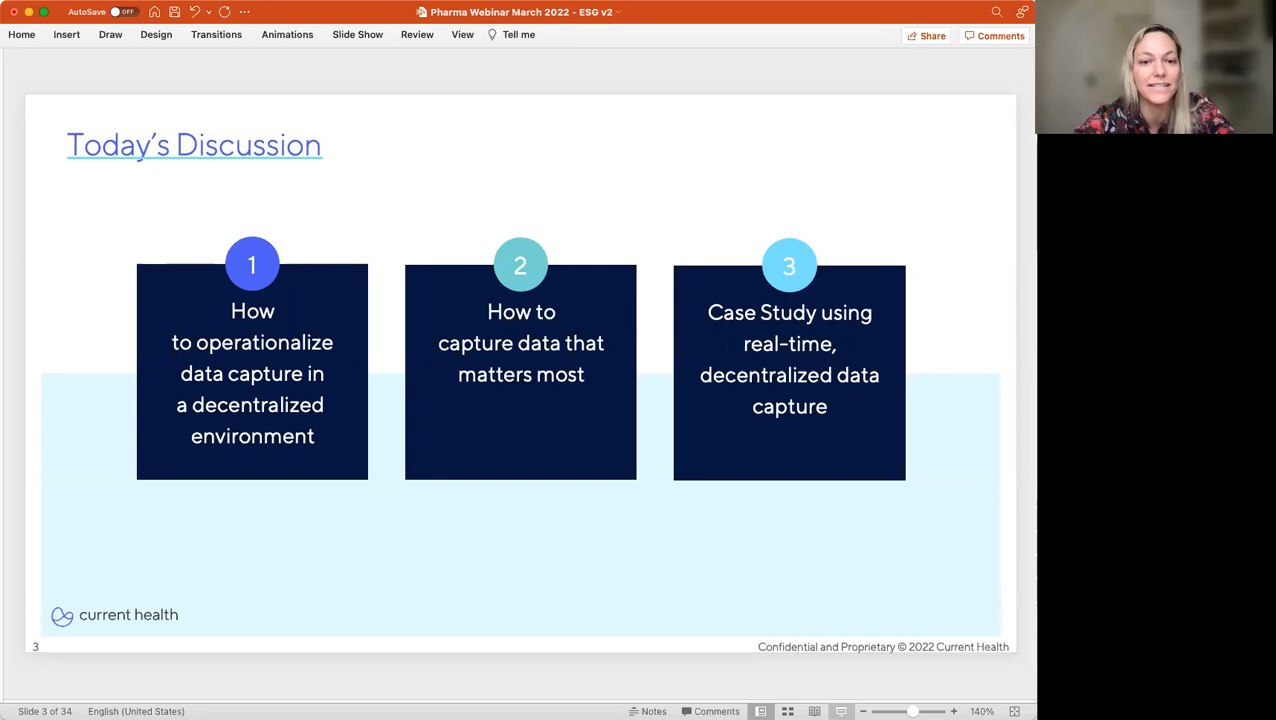 AutoSave OFF
Pharma Webinar March 2022 - ESG v2
Home Insert Draw Design Transitions Animations Slide Show Review View Tell me
Share Comments
Today's Discussion
1
How
to operationalize
data capture in
a decentralized
environment
2
How to
capture data that
matters most
3
Case Study using
real-time,
decentralized data
capture
current health
3
Confidential and Proprietary © 2022 Current Health
Slide 3 of 34 English (United States)
Notes Comments 140%